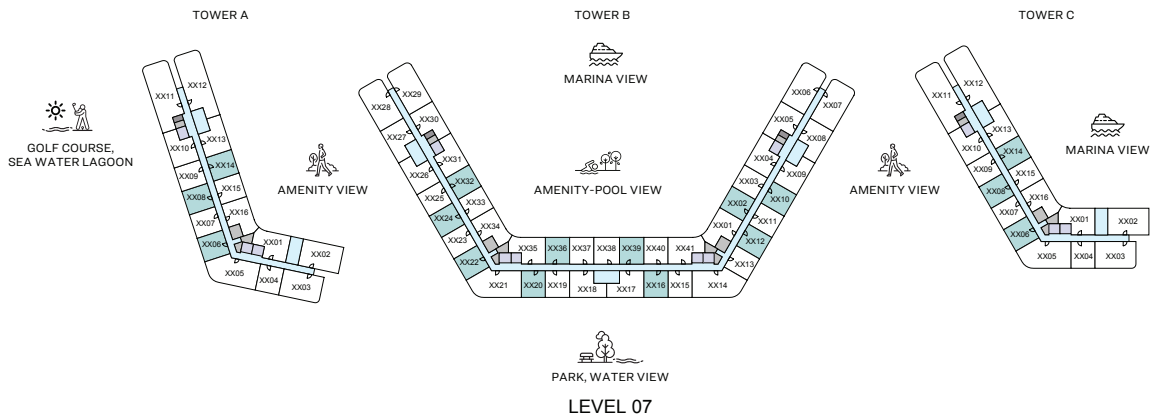 TOWER A
TOWER B
TOWER C
MARINA VIEW
GOLF COURSE,
SEA WATER LAGOON
AMENITY VIEW
AMENITY-POOL VIEW
AMENITY VIEW
MARINA VIEW
XX12
XX11
XX10
XX13
XX09
XX14
XX08
XX15
XX07
XX16
XX06
XX01
XX02
XX05
XX04
XX03
XX29
XX28
XX30
XX27
XX31
XX26
XX32
XX25
XX33
XX24
XX34
XX23
XX22
XX35
XX36
XX37
XX38
XX39
XX40
XX41
XX21
XX20
XX19
XX18
XX17
XX16
XX15
XX14
XX06
XX07
XX05
XX08
XX04
XX09
XX03
XX10
XX02
XX11
XX01
XX12
XX13
XX12
XX11
XX13
XX10
XX14
XX09
XX15
XX08
XX16
XX07
XX06
XX01
XX02
XX05
XX04
XX03
PARK, WATER VIEW
LEVEL 07